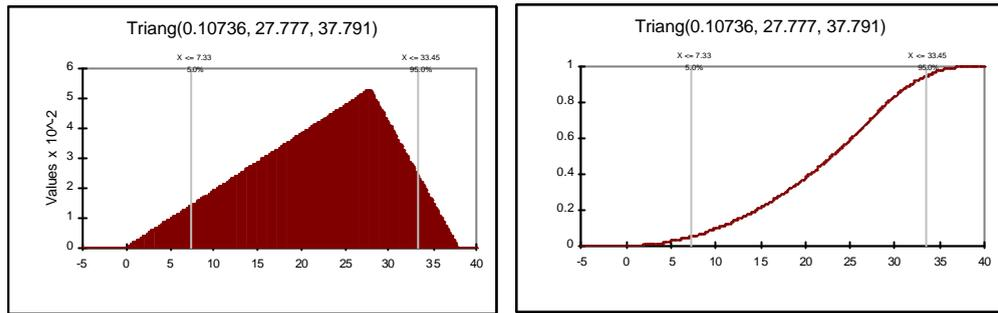 Triang(0.10736, 27.777, 37.791)
X <= 7.33
5.0%
X <= 33.45
95.0%
Values x 10^-2
6
5
4
3
2
1
0
-5 0 5 10 15 20 25 30 35 40
Triang(0.10736, 27.777, 37.791)
X <= 7.33
5.0%
X <= 33.45
95.0%
1
0.8
0.6
0.4
0.2
0
-5 0 5 10 15 20 25 30 35 40